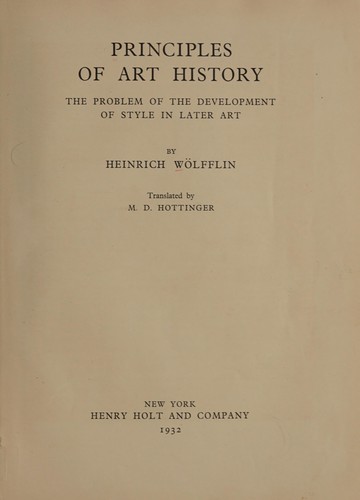 PRINCIPLES
OF ART HISTORY
THE PROBLEM OF THE DEVELOPMENT
OF STYLE IN LATER ART
BY
HEINRICH WÖLFFLIN
Translated by
M. D. HOTTINGER
NEW YORK
HENRY HOLT AND COMPANY
1932